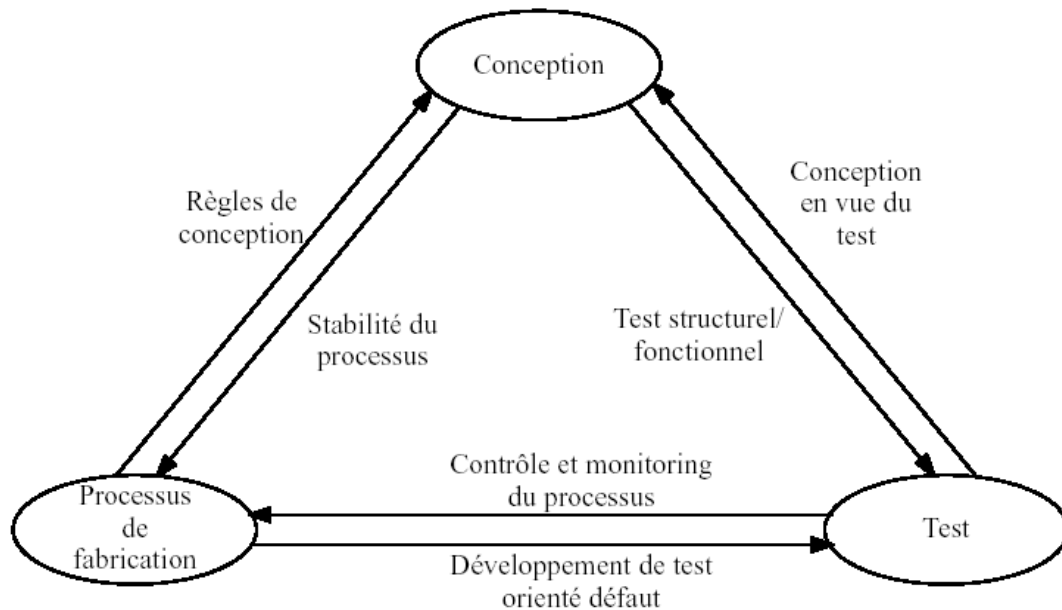 Conception
Règles de
conception
Conception
en vue du
test
Stabilité du
processus
Test structurel/
fonctionnel
Contrôle et monitoring
du processus
Processus
de
fabrication
Test
Développement de test
orienté défaut